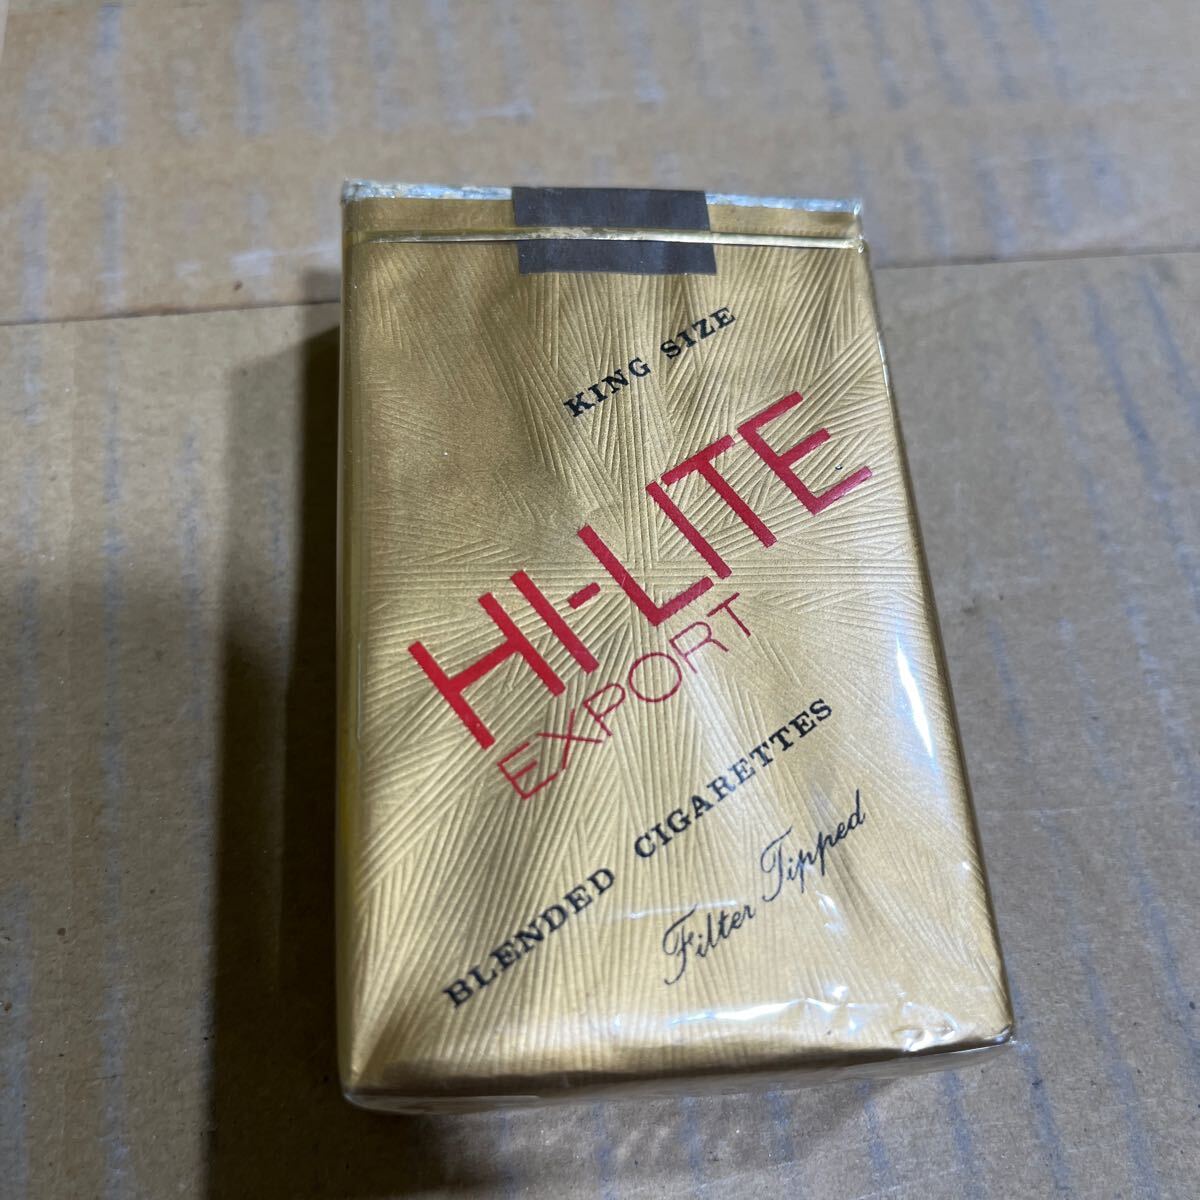 KING SIZE
HI-LITE
EXPORT
BLENDED CIGARETTES
Filter Tipped